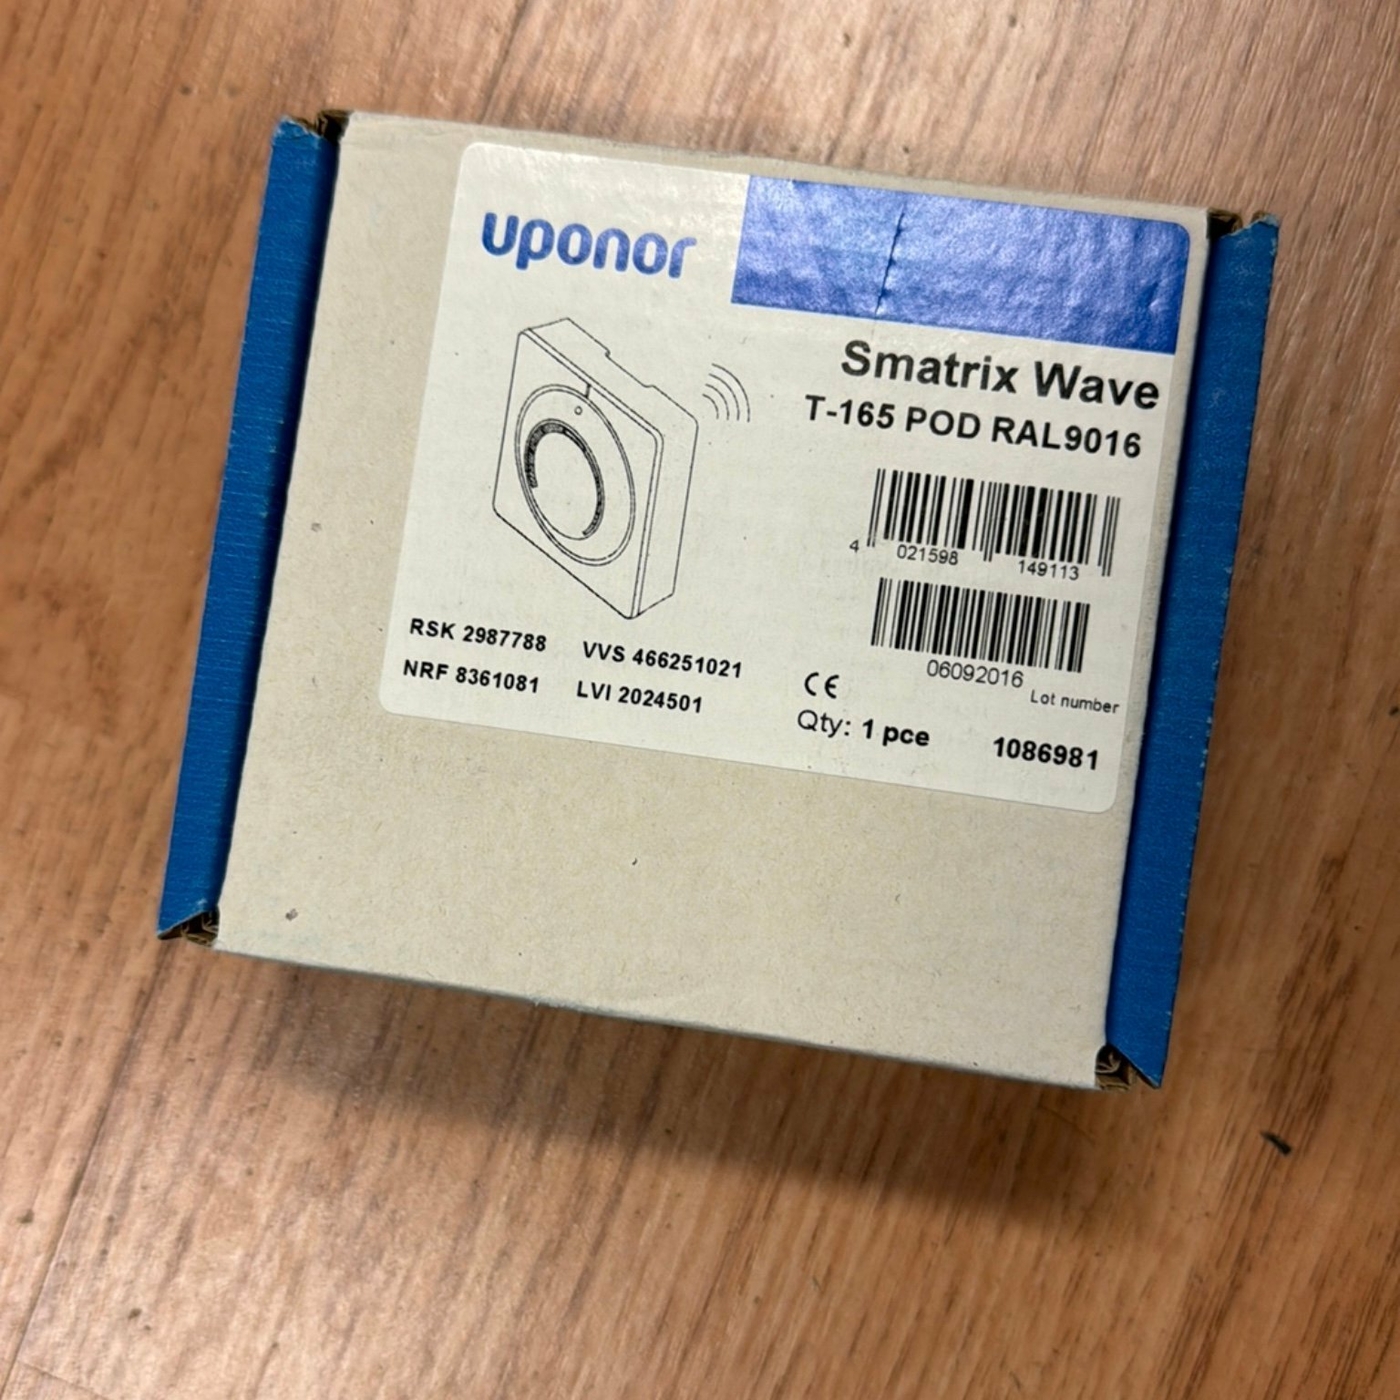 uponor
Smatrix Wave
T-165 POD RAL9016
4 021598 149113
06092016
Lot number
RSK 2987788 VVS 466251021
NRF 8361081 LVI 2024501
CE
Qty: 1 pce 1086981